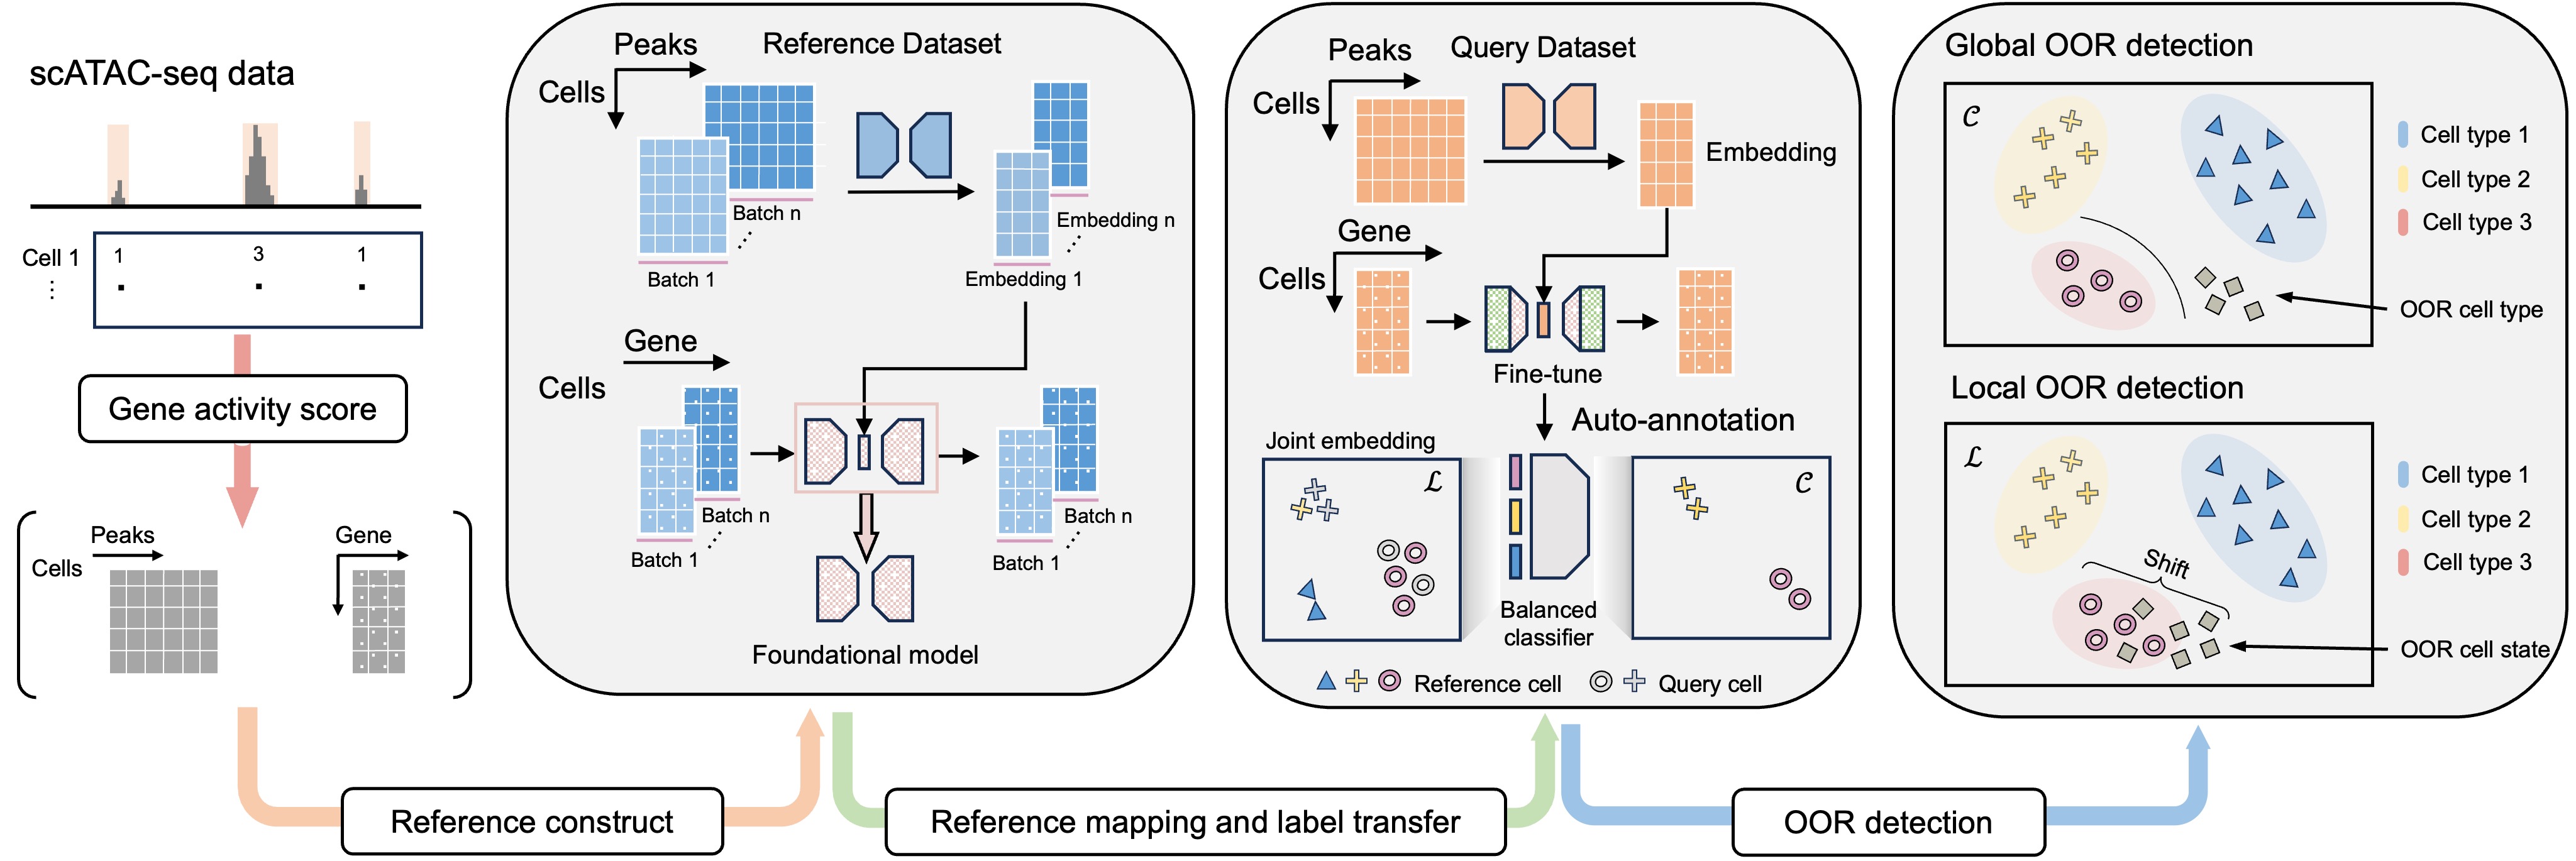 scATAC-seq data
Cell 1
1
3
1
Gene activity score
Peaks
Cells
Gene
Reference Dataset
Peaks
Cells
Batch n
Batch 1
Embedding n
Embedding 1
Gene
Cells
Batch n
Batch 1
Batch n
Batch 1
Foundational model
Query Dataset
Peaks
Cells
Embedding
Gene
Cells
Fine-tune
Auto-annotation
Joint embedding
ℒ
𝒞
Balanced
classifier
Reference cell
Query cell
Global OOR detection
𝒞
Cell type 1
Cell type 2
Cell type 3
OOR cell type
Local OOR detection
ℒ
Shift
Cell type 1
Cell type 2
Cell type 3
OOR cell state
Reference construct
Reference mapping and label transfer
OOR detection